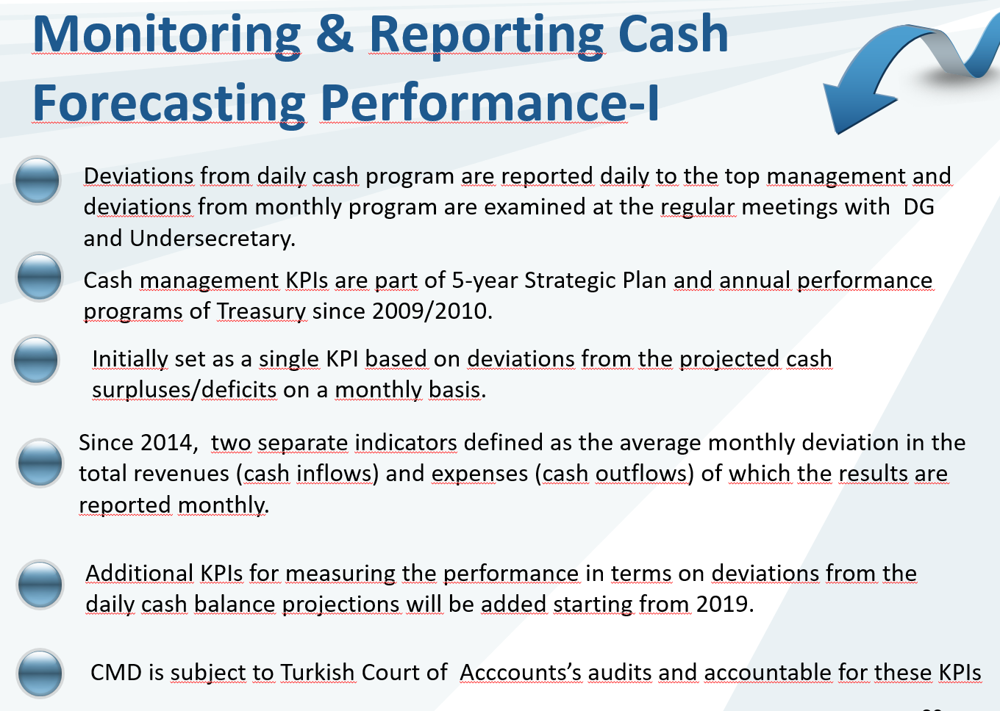 Monitoring & Reporting Cash
Forecasting Performance-I
Deviations from daily cash program are reported daily to the top management and
deviations from monthly program are examined at the regular meetings with  DG
and Undersecretary.
Cash management KPIs are part of 5-year Strategic Plan and annual performance
programs of Treasury since 2009/2010.
Initially set as a single KPI based on deviations from the projected cash
surpluses/deficits on a monthly basis.
Since 2014,  two separate indicators defined as the average monthly deviation in the
total revenues (cash inflows) and expenses (cash outflows) of which the results are
reported monthly.
Additional KPIs for measuring the performance in terms on deviations from the
daily cash balance projections will be added starting from 2019.
CMD is subject to Turkish Court of  Acccounts’s audits and accountable for these KPIs